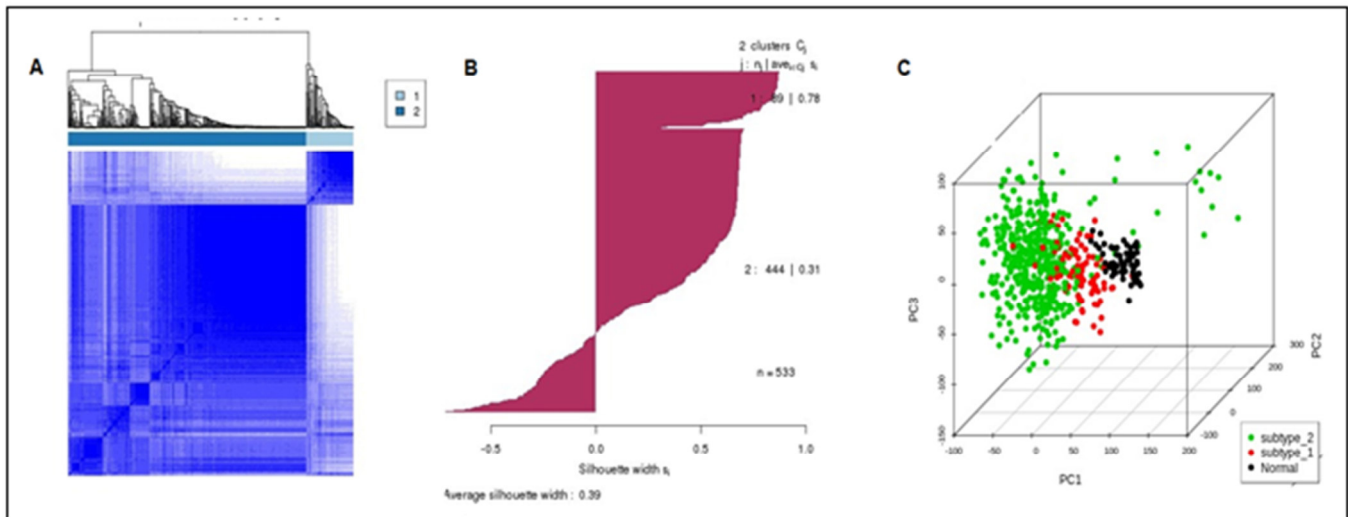 A
1
2
B
2 clusters Cj
j : nj | avei∈Cj si
1 : 89 | 0.78
2 : 444 | 0.31
n = 533
-0.5
0.0
0.5
1.0
Silhouette width si
Average silhouette width : 0.39
C
100
50
0
-50
-100
-150
PC3
-100
-50
0
50
100
150
200
PC1
-100
0
100
200
300
PC2
subtype_2
subtype_1
Normal